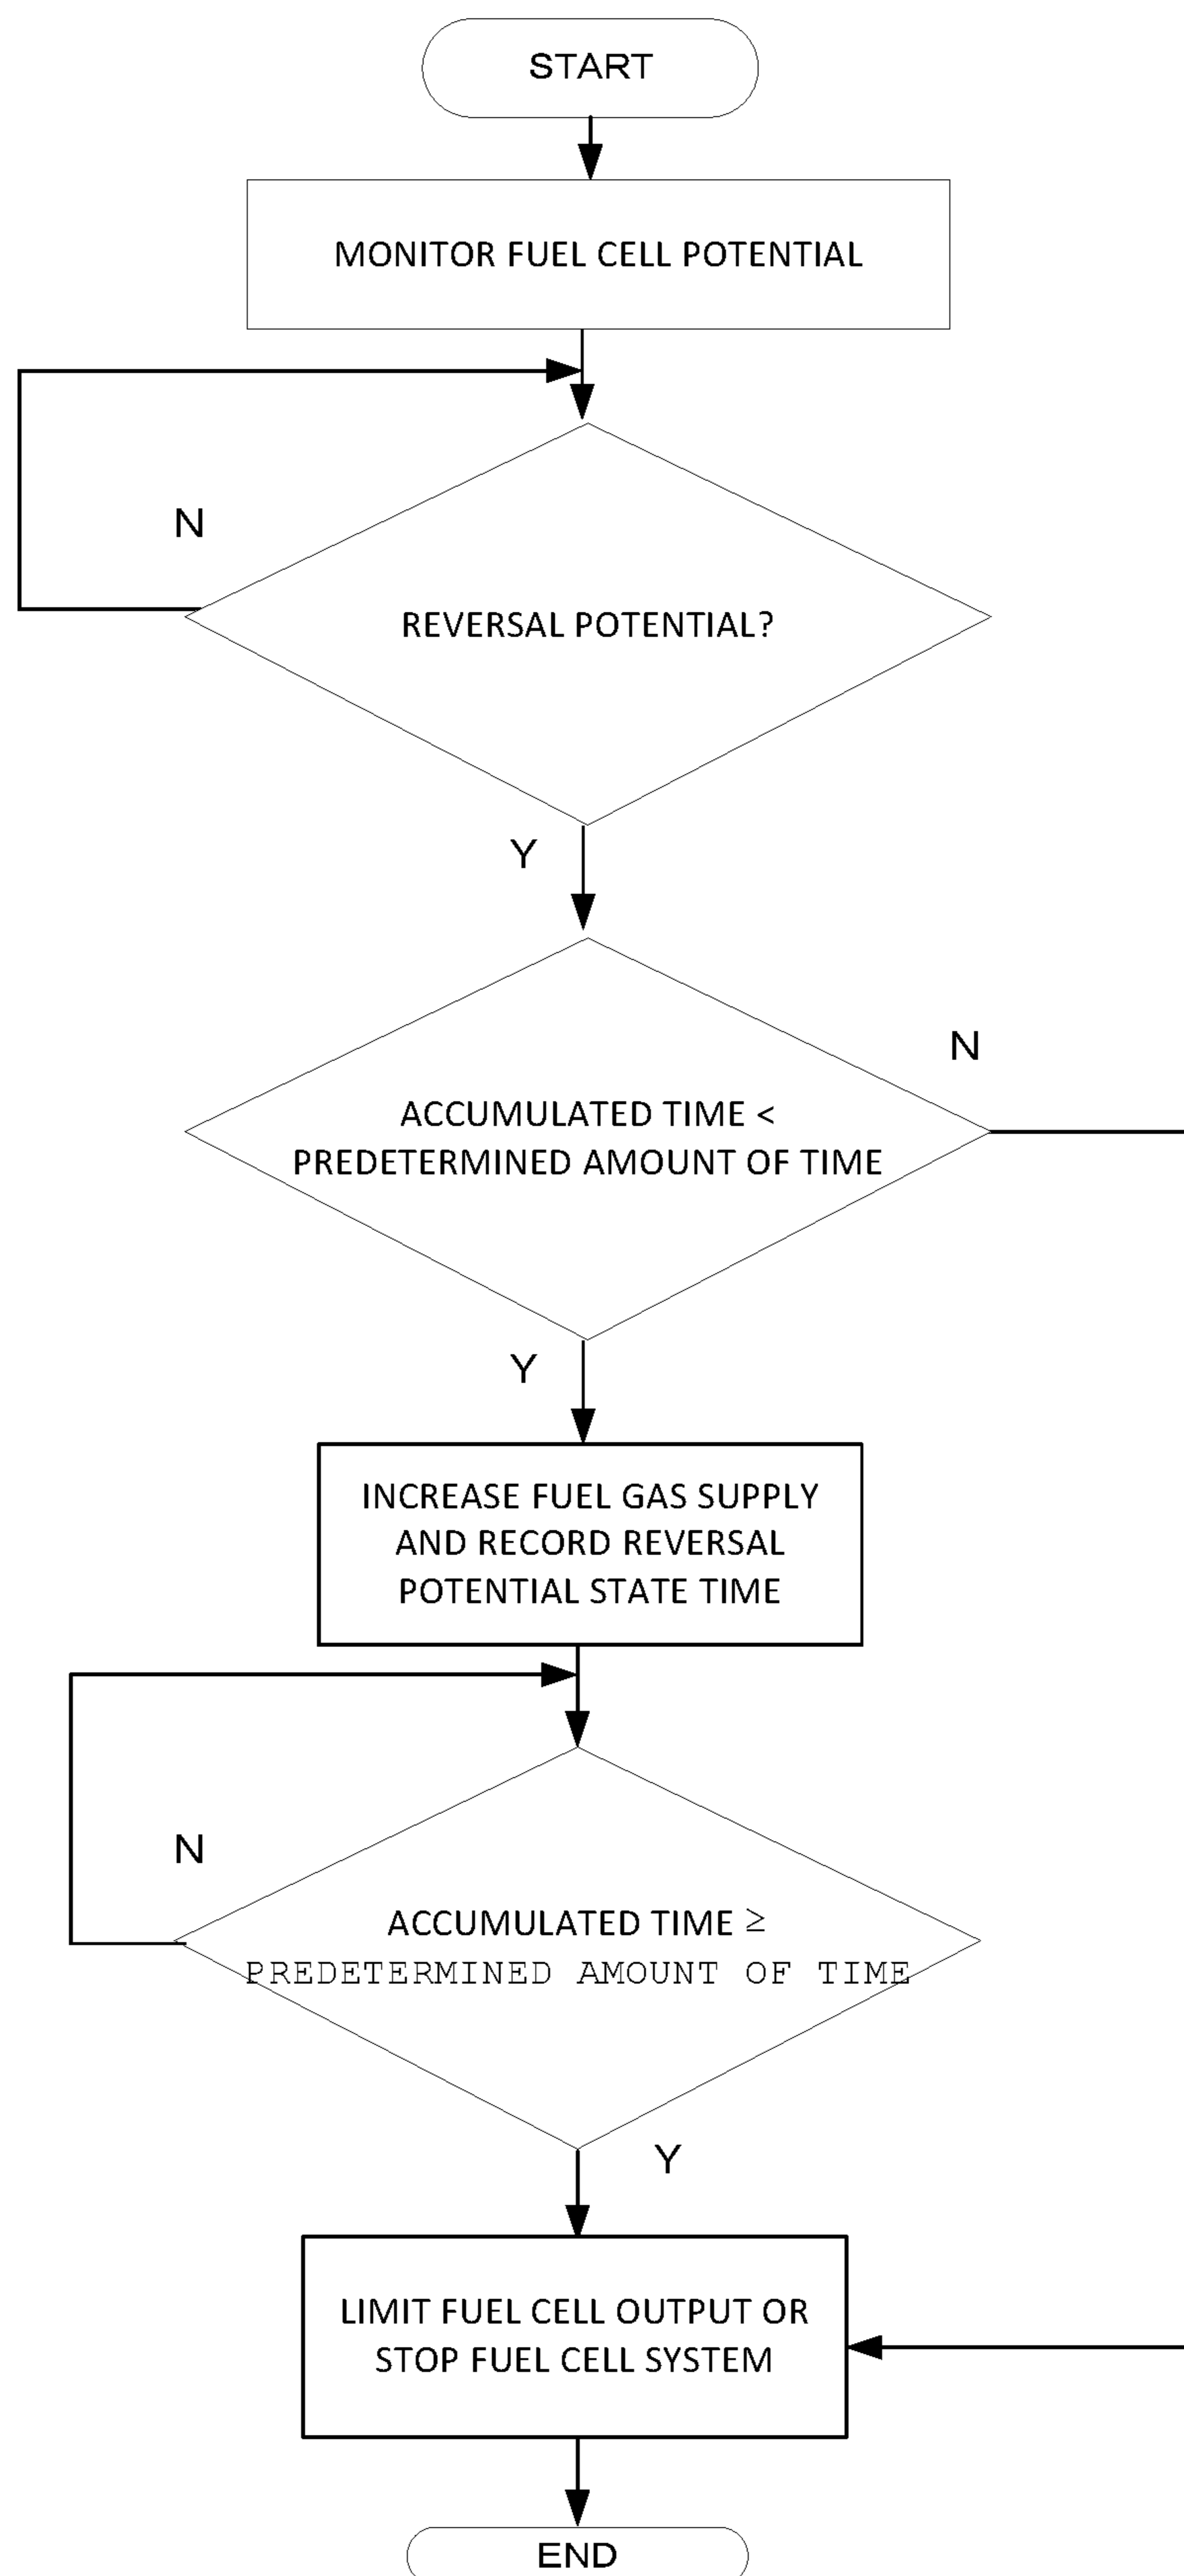 START
MONITOR FUEL CELL POTENTIAL
N
REVERSAL POTENTIAL?
Y
N
ACCUMULATED TIME <
PREDETERMINED AMOUNT OF TIME
Y
INCREASE FUEL GAS SUPPLY
AND RECORD REVERSAL
POTENTIAL STATE TIME
N
ACCUMULATED TIME ≥
PREDETERMINED AMOUNT OF TIME
Y
LIMIT FUEL CELL OUTPUT OR
STOP FUEL CELL SYSTEM
END